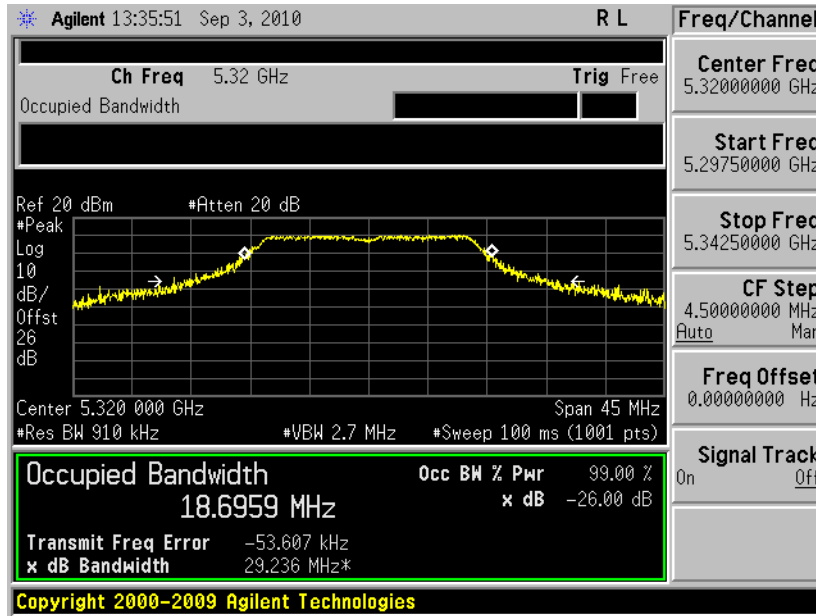 Agilent 13:35:51 Sep 3, 2010 R L
Freq/Channel
Ch Freq 5.32 GHz Trig Free
Occupied Bandwidth
Center Freq
5.32000000 GHz
Start Freq
5.29750000 GHz
Stop Freq
5.34250000 GHz
CF Step
4.50000000 MHz
Auto Man
Freq Offset
0.00000000 Hz
Signal Track
On Off
Ref 20 dBm #Atten 20 dB
#Peak
Log
10
dB/
Offst
26
dB
Center 5.320 000 GHz Span 45 MHz
#Res BW 910 kHz #VBW 2.7 MHz #Sweep 100 ms (1001 pts)
Occupied Bandwidth
18.6959 MHz
Occ BW % Pwr 99.00 %
x dB -26.00 dB
Transmit Freq Error -53.607 kHz
x dB Bandwidth 29.236 MHz*
Copyright 2000-2009 Agilent Technologies